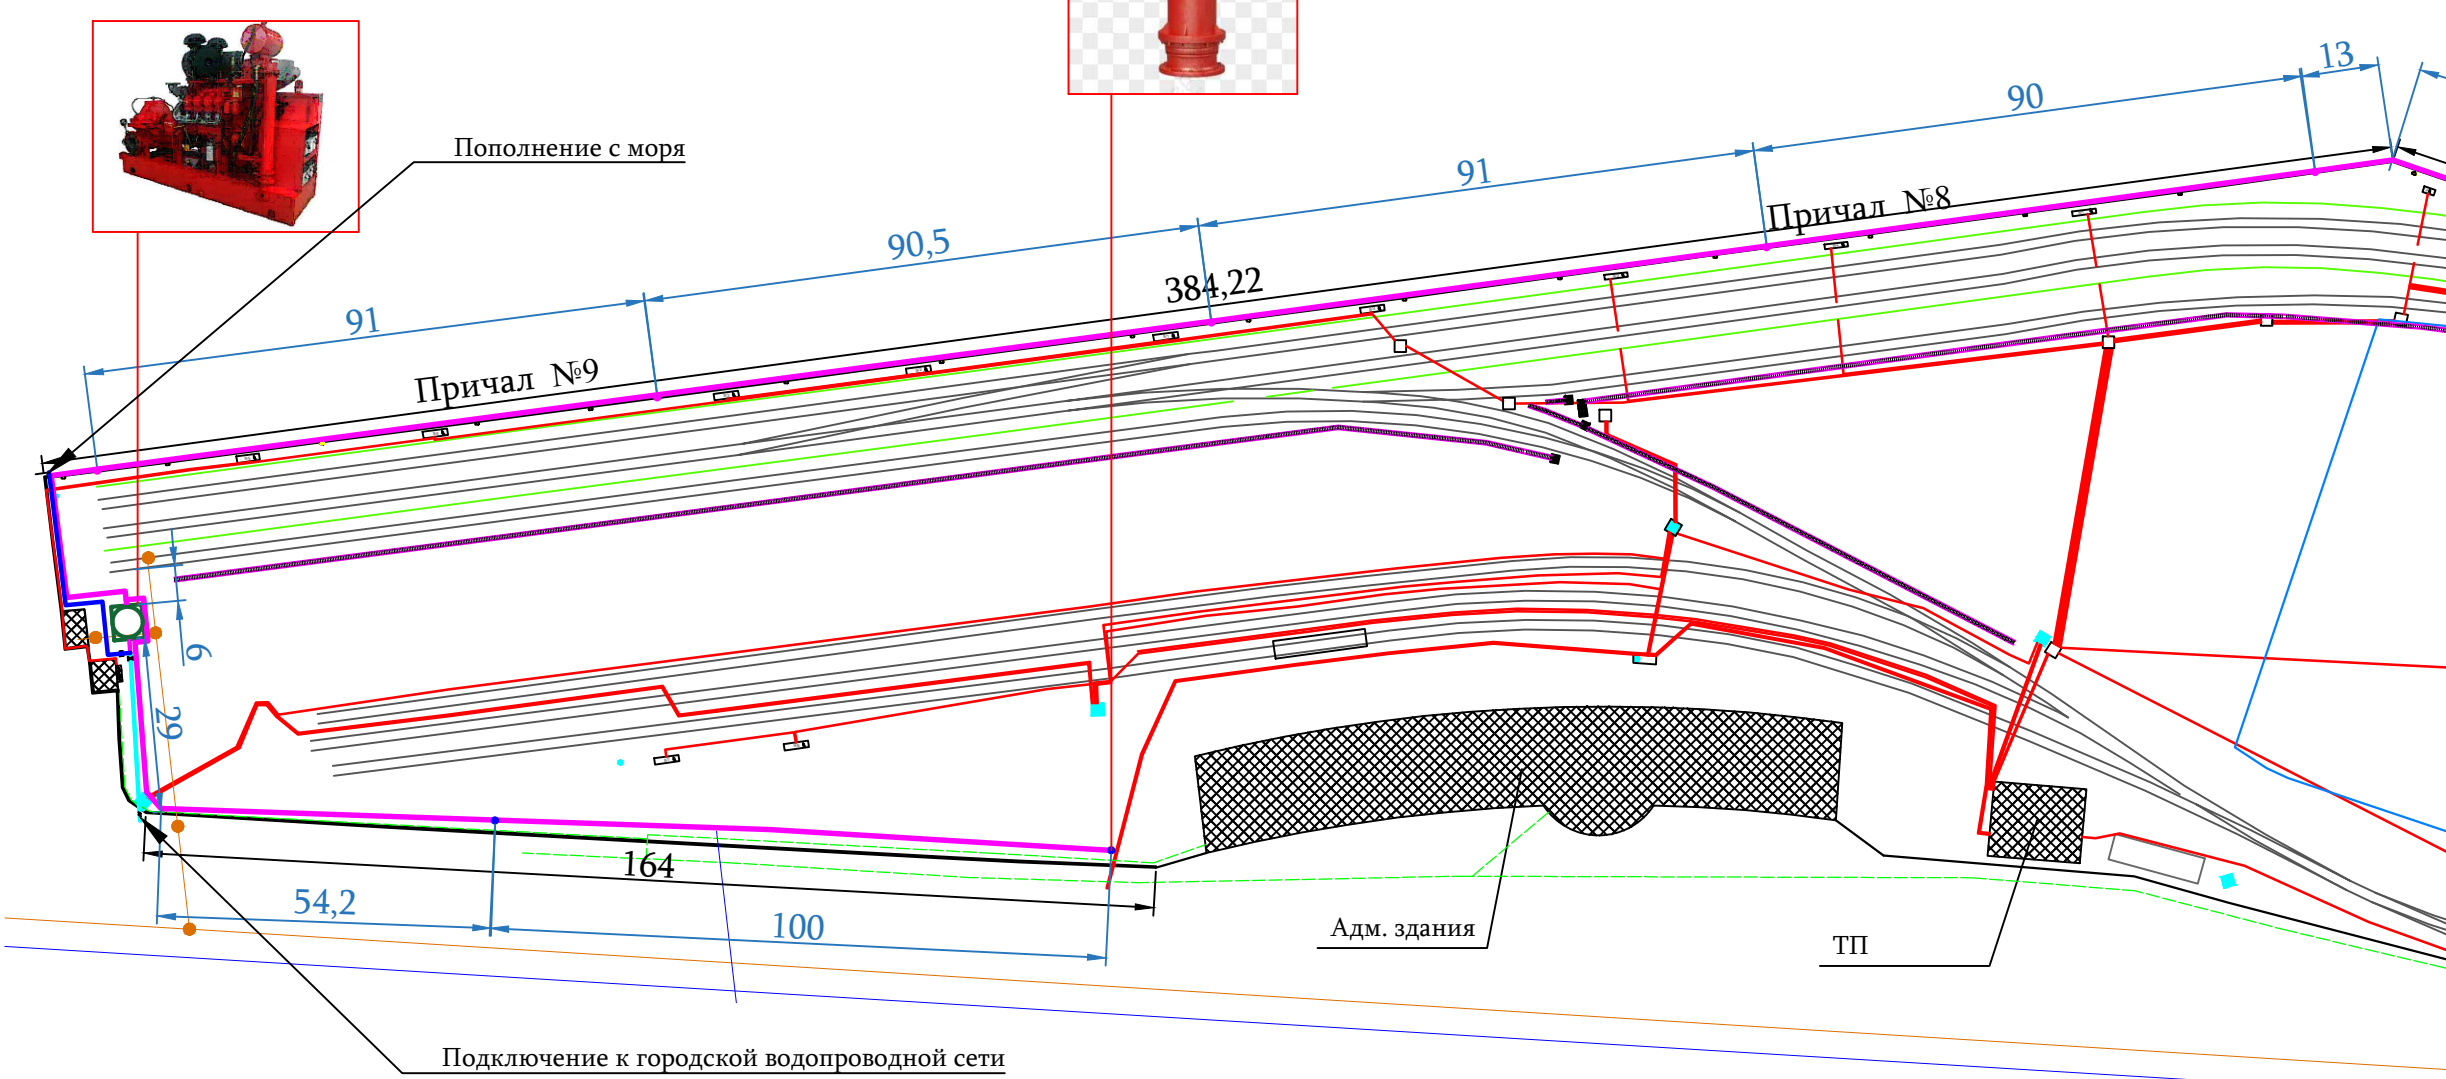 13
90
Пополнение с моря
91
Причал №8
90,5
384,22
91
Причал №9
6
29
164
54,2
100
Адм. здания
ТП
Подключение к городской водопроводной сети